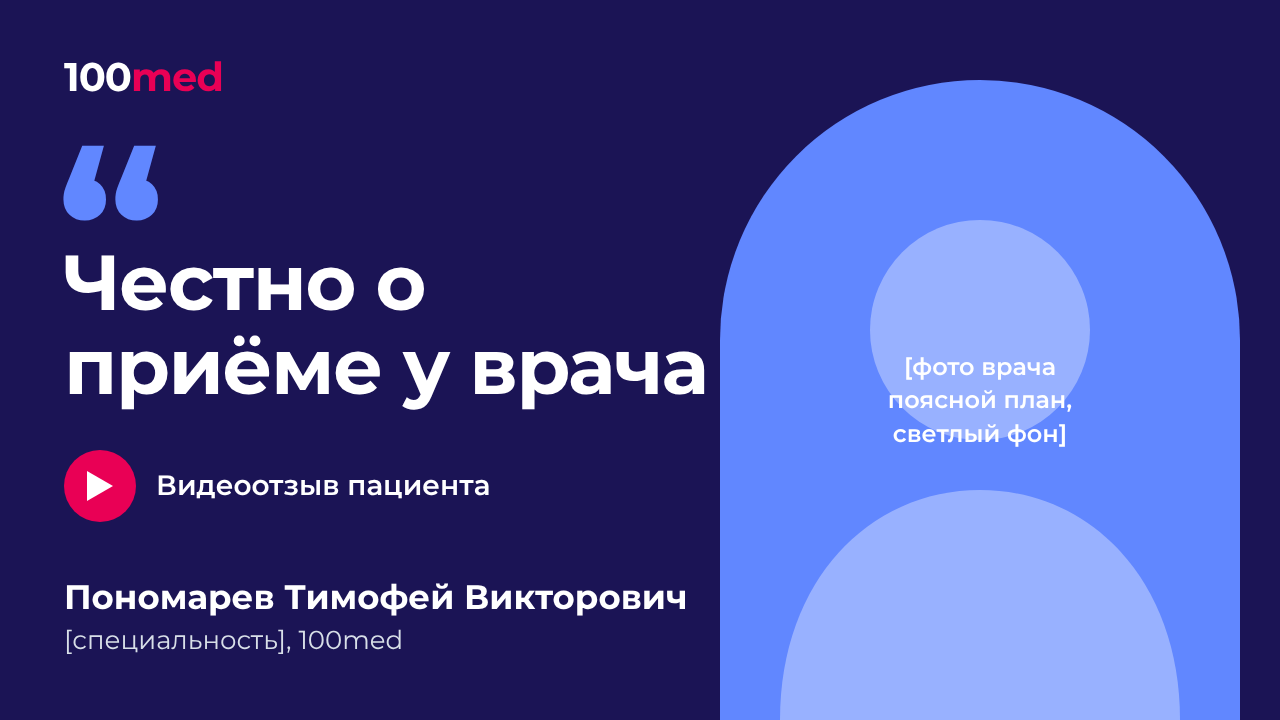 100med
“
Честно о
приёме у врача
Видеоотзыв пациента
Пономарев Тимофей Викторович
[специальность], 100med
[фото врача
поясной план,
светлый фон]